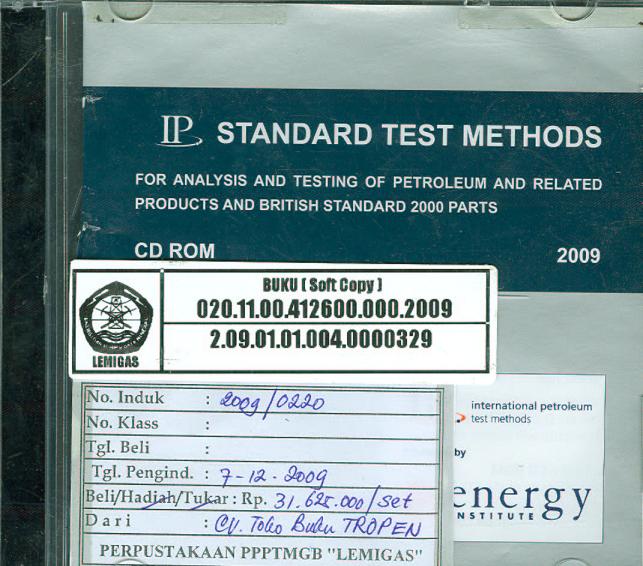 IP STANDARD TEST METHODS
FOR ANALYSIS AND TESTING OF PETROLEUM AND RELATED
PRODUCTS AND BRITISH STANDARD 2000 PARTS
CD ROM 2009
BUKU ( Soft Copy )
020.11.00.412600.000.2009
2.09.01.01.004.0000329
LEMIGAS
No. Induk : 2009/0220
No. Klass :
Tgl. Beli :
Tgl. Pengind. : 7-12-2009
Beli/Hadiah/Tukar : Rp. 31.625.000/set
Dari : CV. Toko Buku TROPEN
PERPUSTAKAAN PPPTMGB "LEMIGAS"
international petroleum
test methods
by
energy
INSTITUTE